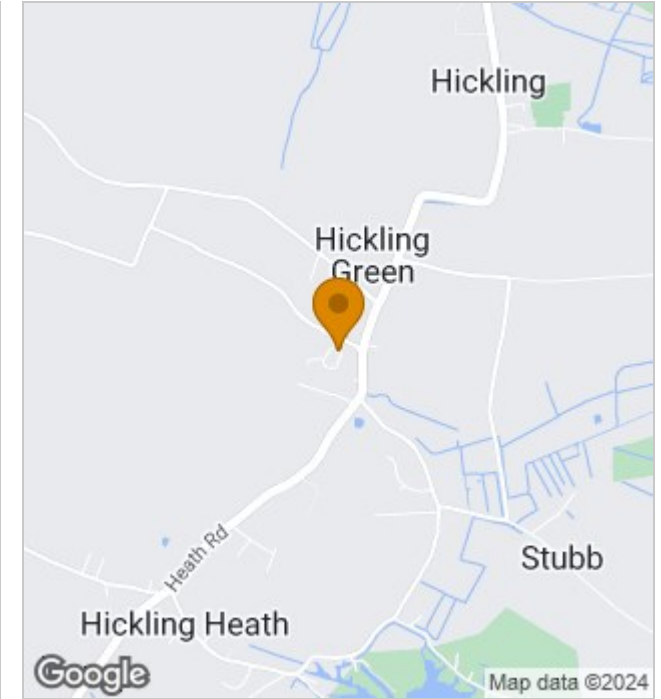 Hickling
Hickling
Green
Heath Rd
Stubb
Hickling Heath
Google
Map data ©2024